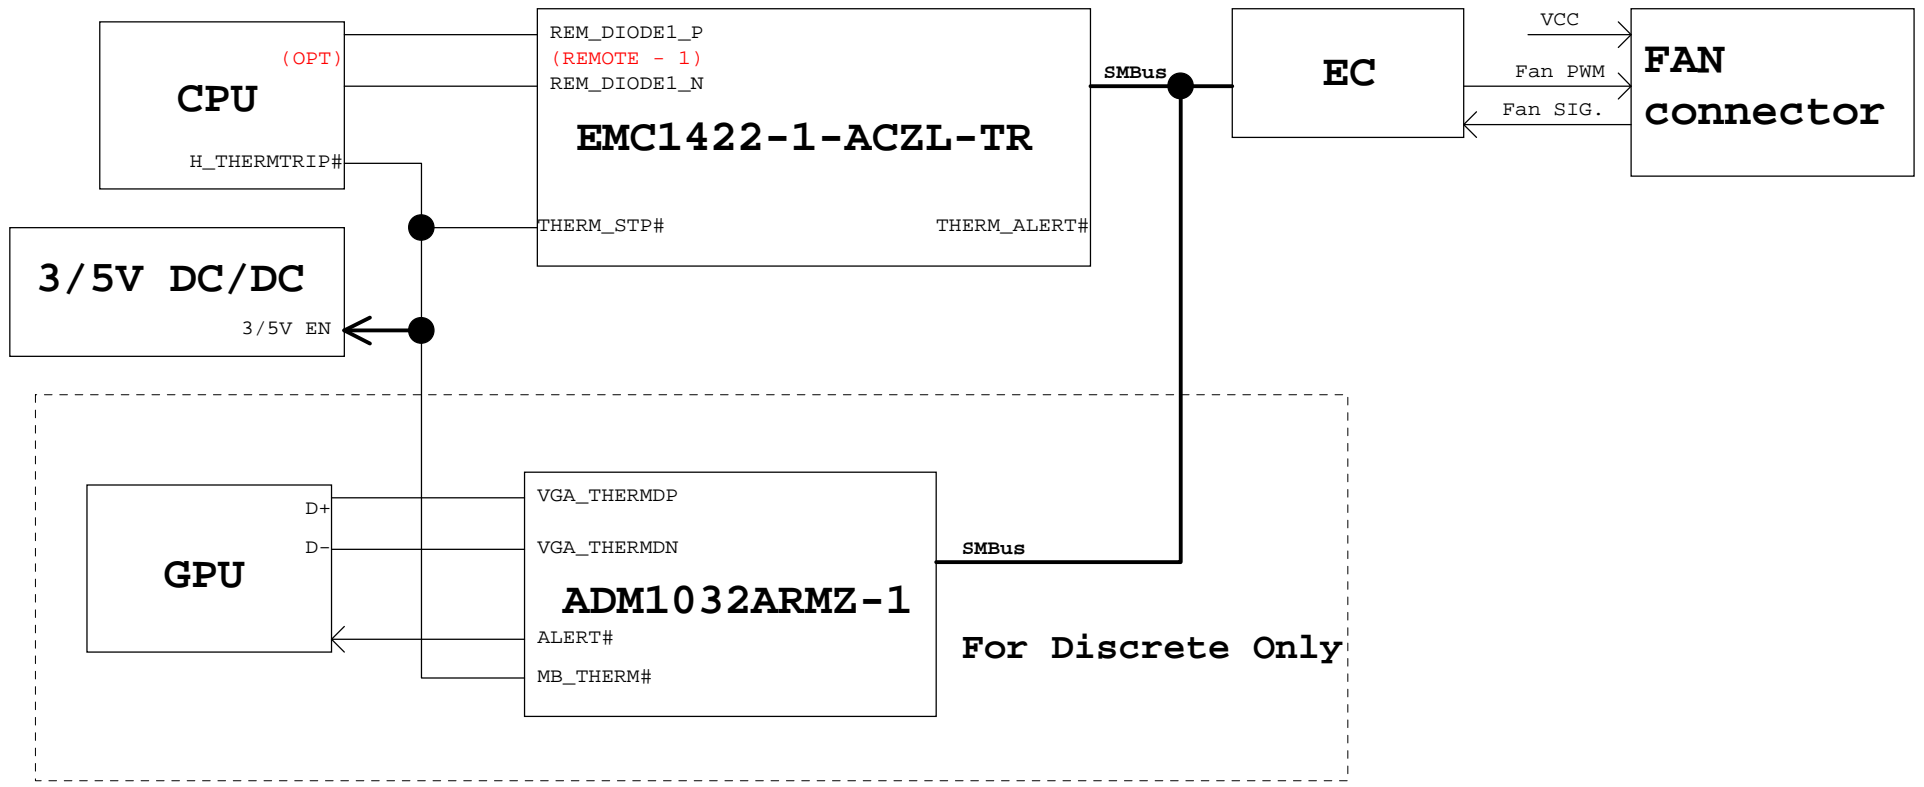 CPU
(OPT)
H_THERMTRIP#
REM_DIODE1_P
(REMOTE - 1)
REM_DIODE1_N
EMC1422-1-ACZL-TR
THERM_STP#
THERM_ALERT#
SMBus
EC
VCC
Fan PWM
Fan SIG.
FAN
connector
3/5V DC/DC
3/5V EN
GPU
D+
D-
VGA_THERMDP
VGA_THERMDN
ADM1032ARMZ-1
ALERT#
MB_THERM#
SMBus
For Discrete Only